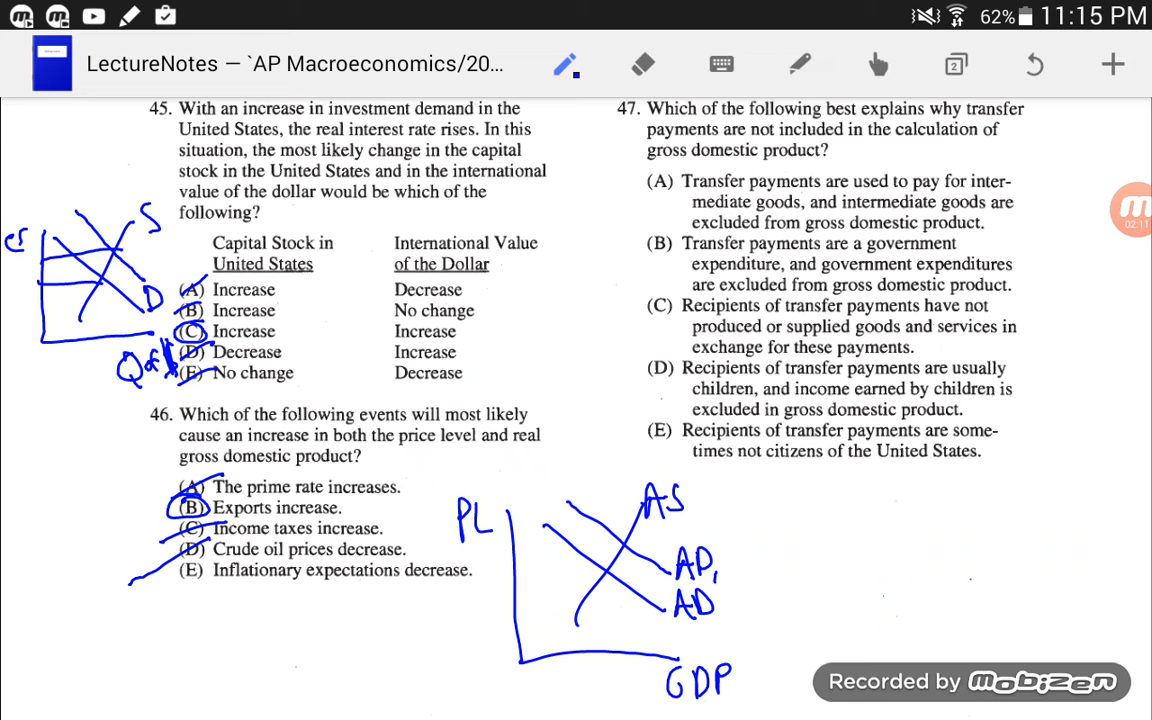 62% 11:15 PM
LectureNotes — `AP Macroeconomics/20...
2
45. With an increase in investment demand in the
United States, the real interest rate rises. In this
situation, the most likely change in the capital
stock in the United States and in the international
value of the dollar would be which of the
following?
Capital Stock in International Value
United States of the Dollar
(A) Increase Decrease
(B) Increase No change
(C) Increase Increase
(D) Decrease Increase
(E) No change Decrease
S
D
Q of $
46. Which of the following events will most likely
cause an increase in both the price level and real
gross domestic product?
(A) The prime rate increases.
(B) Exports increase.
(C) Income taxes increase.
(D) Crude oil prices decrease.
(E) Inflationary expectations decrease.
PL
AS
AD1
AD
GDP
47. Which of the following best explains why transfer
payments are not included in the calculation of
gross domestic product?
(A) Transfer payments are used to pay for inter-
mediate goods, and intermediate goods are
excluded from gross domestic product.
(B) Transfer payments are a government
expenditure, and government expenditures
are excluded from gross domestic product.
(C) Recipients of transfer payments have not
produced or supplied goods and services in
exchange for these payments.
(D) Recipients of transfer payments are usually
children, and income earned by children is
excluded in gross domestic product.
(E) Recipients of transfer payments are some-
times not citizens of the United States.
02:11
Recorded by mobizen